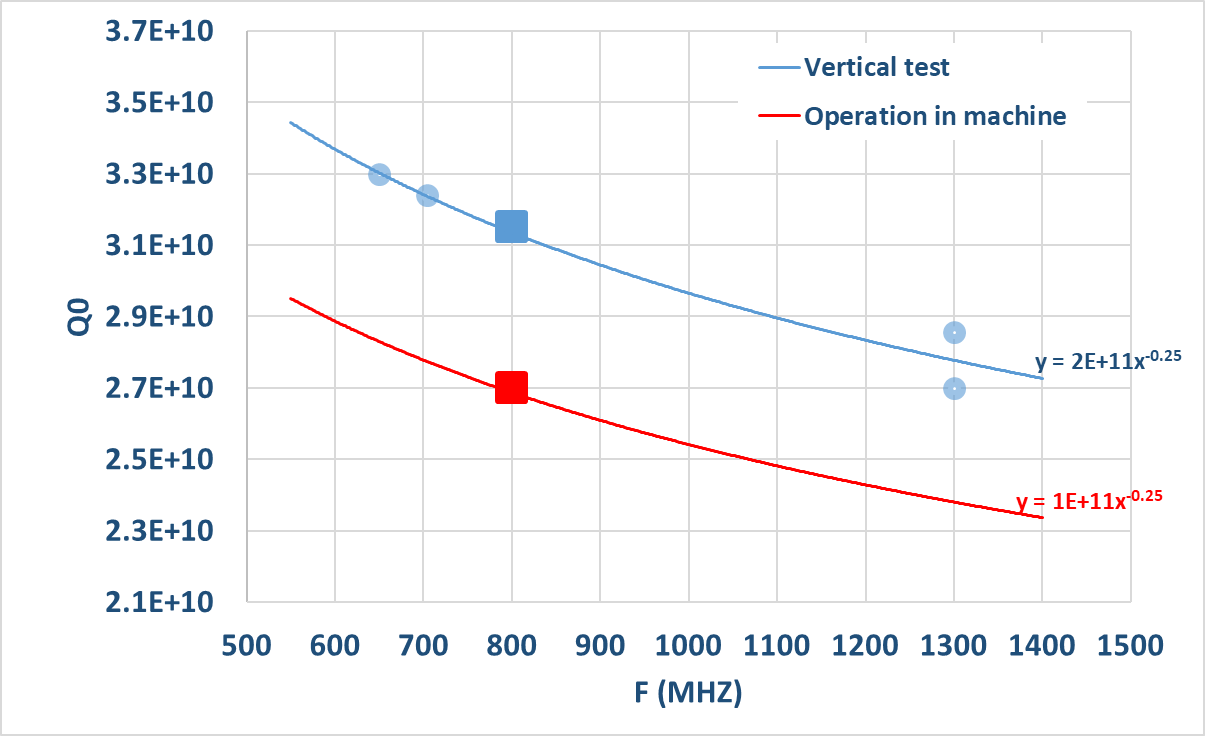 3.7E+10
3.5E+10
3.3E+10
3.1E+10
2.9E+10
2.7E+10
2.5E+10
2.3E+10
2.1E+10
Q0
Vertical test
Operation in machine
y = 2E+11x^-0.25
y = 1E+11x^-0.25
500 600 700 800 900 1000 1100 1200 1300 1400 1500
F (MHZ)